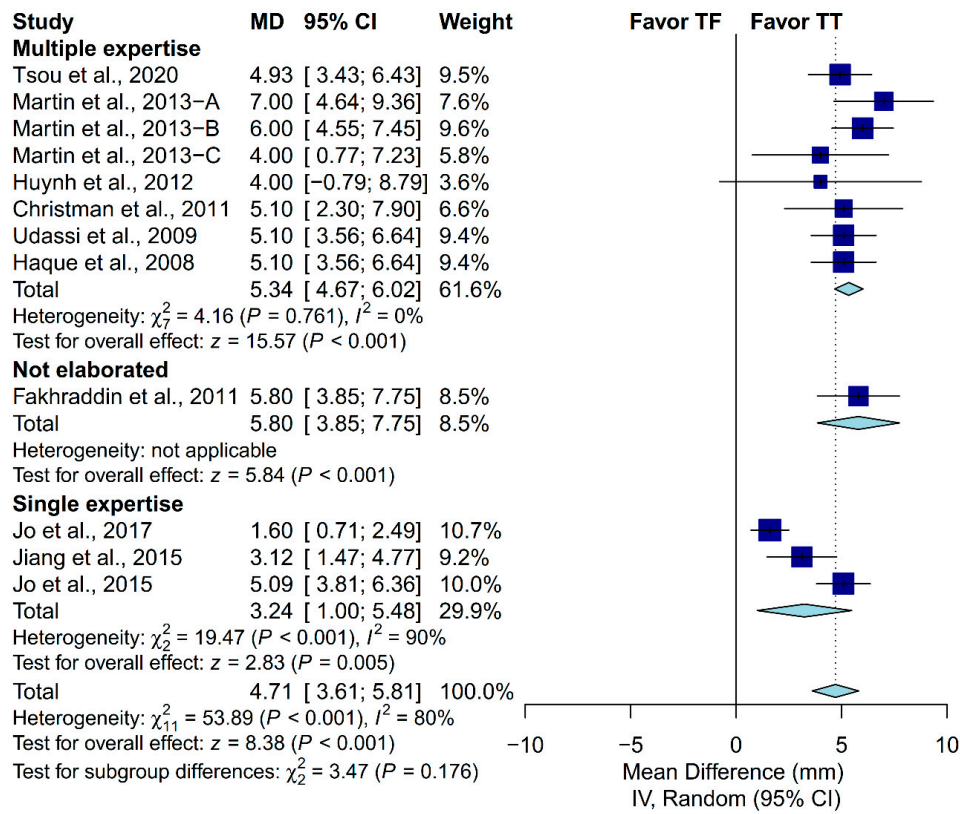 Study MD 95% CI Weight Favor TF Favor TT
Multiple expertise
Tsou et al., 2020 4.93 [ 3.43; 6.43] 9.5%
Martin et al., 2013−A 7.00 [ 4.64; 9.36] 7.6%
Martin et al., 2013−B 6.00 [ 4.55; 7.45] 9.6%
Martin et al., 2013−C 4.00 [ 0.77; 7.23] 5.8%
Huynh et al., 2012 4.00 [−0.79; 8.79] 3.6%
Christman et al., 2011 5.10 [ 2.30; 7.90] 6.6%
Udassi et al., 2009 5.10 [ 3.56; 6.64] 9.4%
Haque et al., 2008 5.10 [ 3.56; 6.64] 9.4%
Total 5.34 [ 4.67; 6.02] 61.6%
Heterogeneity: χ²₇ = 4.16 (P = 0.761), I² = 0%
Test for overall effect: z = 15.57 (P < 0.001)
Not elaborated
Fakhraddin et al., 2011 5.80 [ 3.85; 7.75] 8.5%
Total 5.80 [ 3.85; 7.75] 8.5%
Heterogeneity: not applicable
Test for overall effect: z = 5.84 (P < 0.001)
Single expertise
Jo et al., 2017 1.60 [ 0.71; 2.49] 10.7%
Jiang et al., 2015 3.12 [ 1.47; 4.77] 9.2%
Jo et al., 2015 5.09 [ 3.81; 6.36] 10.0%
Total 3.24 [ 1.00; 5.48] 29.9%
Heterogeneity: χ²₂ = 19.47 (P < 0.001), I² = 90%
Test for overall effect: z = 2.83 (P = 0.005)
Total 4.71 [ 3.61; 5.81] 100.0%
Heterogeneity: χ²₁₁ = 53.89 (P < 0.001), I² = 80%
Test for overall effect: z = 8.38 (P < 0.001)
Test for subgroup differences: χ²₂ = 3.47 (P = 0.176)
−10 −5 0 5 10
Mean Difference (mm)
IV, Random (95% CI)